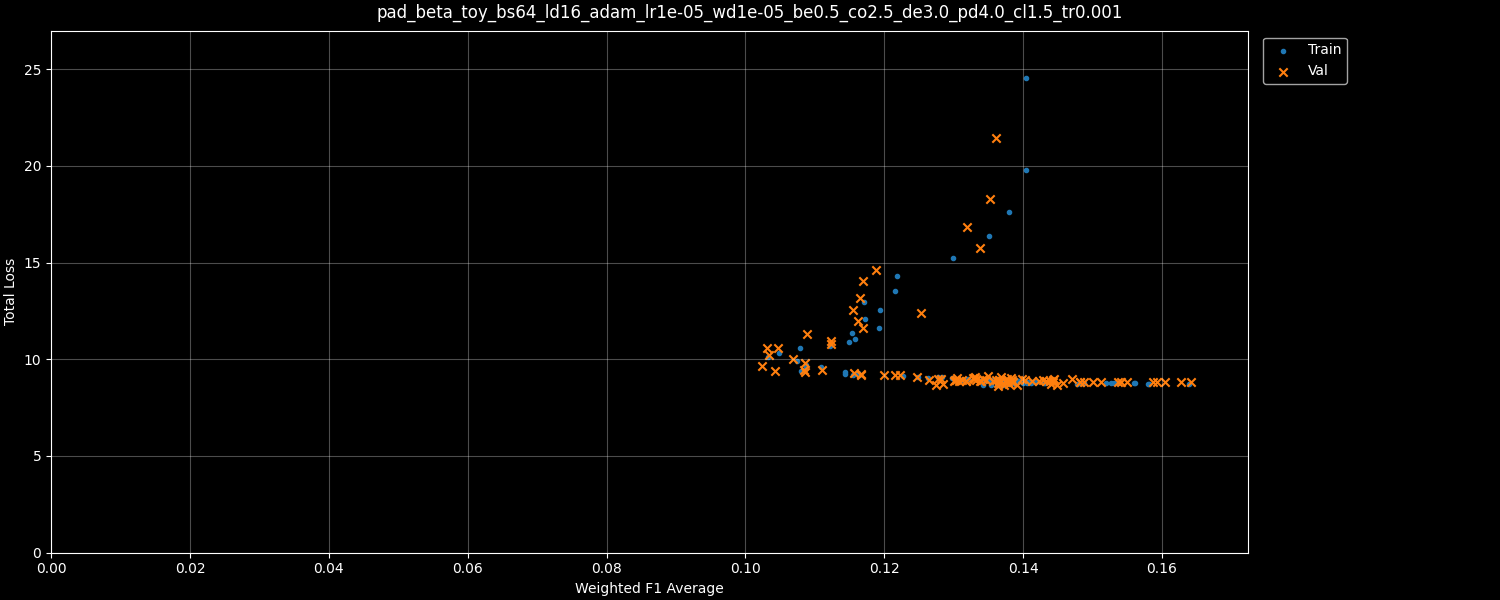 pad_beta_toy_bs64_ld16_adam_lr1e-05_wd1e-05_be0.5_co2.5_de3.0_pd4.0_cl1.5_tr0.001
Train
Val
25
20
15
10
5
0
Total Loss
0.00 0.02 0.04 0.06 0.08 0.10 0.12 0.14 0.16
Weighted F1 Average